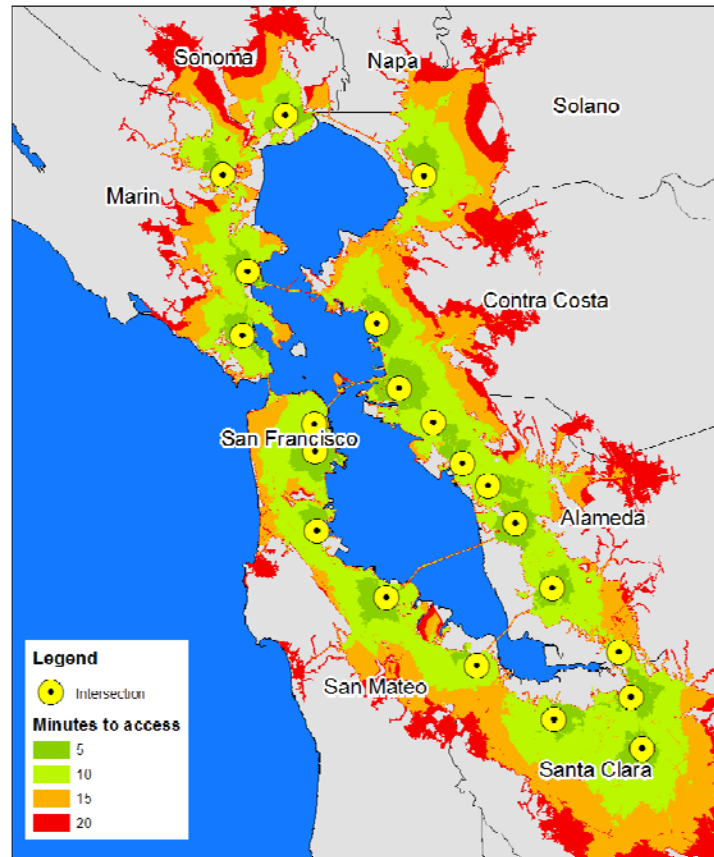 Sonoma
Napa
Solano
Marin
Contra Costa
San Francisco
Alameda
San Mateo
Santa Clara
Legend
Intersection
Minutes to access
5
10
15
20